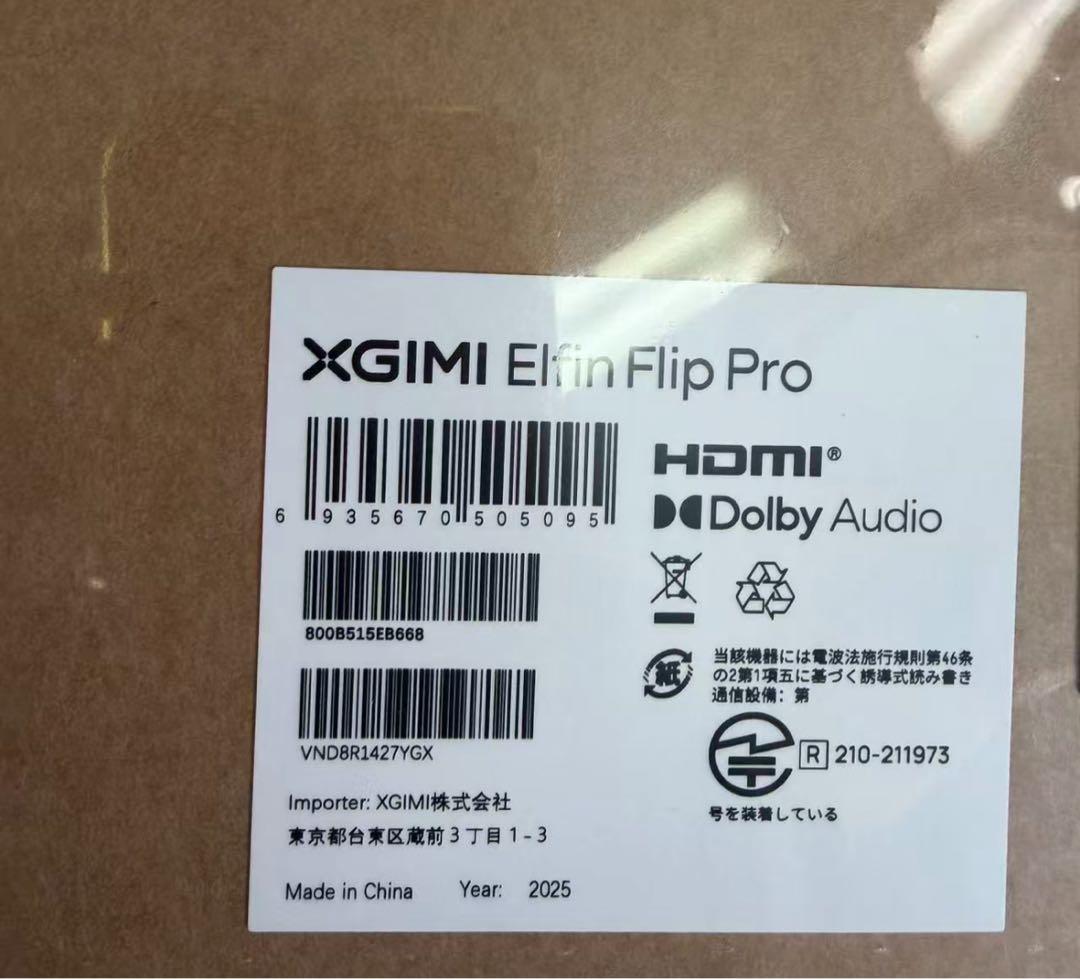 XGIMI Elfin Flip Pro
6 935670 505095
HDMI®
Dolby Audio
800B515EB668
VND8R1427YGX
紙
当該機器には電波法施行規則第46条
の2第1項五に基づく誘導式読み書き
通信設備：第
R 210-211973
号を装着している
Importer: XGIMI株式会社
東京都台東区蔵前3丁目1-3
Made in China Year: 2025